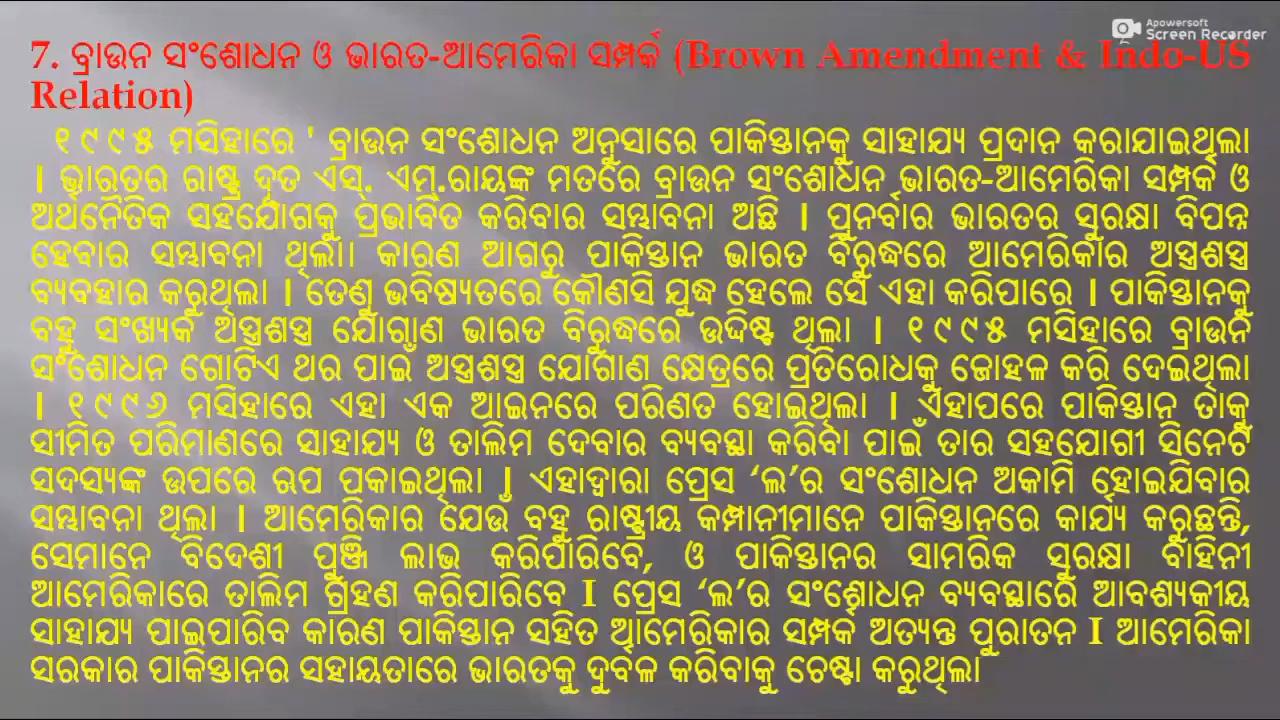 Apowersoft
Screen Recorder
7. ବ୍ରାଉନ ସଂଶୋଧନ ଓ ଭାରତ-ଆମେରିକା ସମ୍ପର୍କ (Brown Amendment & Indo-US
Relation)
୧୯୯୫ ମସିହାରେ ' ବ୍ରାଉନ ସଂଶୋଧନ ଅନୁସାରେ ପାକିସ୍ତାନକୁ ସାହାଯ୍ୟ ପ୍ରଦାନ କରାଯାଇଥିଲା
। ଭାରତର ରାଷ୍ଟ୍ର ଦୂତ ଏସ୍. ଏମ୍.ରାୟଙ୍କ ମତରେ ବ୍ରାଉନ ସଂଶୋଧନ ଭାରତ-ଆମେରିକା ସମ୍ପର୍କ ଓ
ଅର୍ଥନୈତିକ ସହଯୋଗକୁ ପ୍ରଭାବିତ କରିବାର ସମ୍ଭାବନା ଅଛି । ପୁନର୍ବାର ଭାରତର ସୁରକ୍ଷା ବିପନ୍ନ
ହେବାର ସମ୍ଭାବନା ଥିଲା। କାରଣ ଆଗରୁ ପାକିସ୍ତାନ ଭାରତ ବିରୁଦ୍ଧରେ ଆମେରିକାର ଅସ୍ତ୍ରଶସ୍ତ୍ର
ବ୍ୟବହାର କରୁଥିଲା । ତେଣୁ ଭବିଷ୍ୟତରେ କୌଣସି ଯୁଦ୍ଧ ହେଲେ ସେ ଏହା କରିପାରେ । ପାକିସ୍ତାନକୁ
ବହୁ ସଂଖ୍ୟକ ଅସ୍ତ୍ରଶସ୍ତ୍ର ଯୋଗାଣ ଭାରତ ବିରୁଦ୍ଧରେ ଉଦ୍ଦିଷ୍ଟ ଥିଲା । ୧୯୯୫ ମସିହାରେ ବ୍ରାଉନ
ସଂଶୋଧନ ଗୋଟିଏ ଥର ପାଇଁ ଅସ୍ତ୍ରଶସ୍ତ୍ର ଯୋଗାଣ କ୍ଷେତ୍ରରେ ପ୍ରତିରୋଧକୁ କୋହଳ କରି ଦେଇଥିଲା
। ୧୯୯୬ ମସିହାରେ ଏହା ଏକ ଆଇନରେ ପରିଣତ ହୋଇଥିଲା । ଏହାପରେ ପାକିସ୍ତାନ ତାକୁ
ସୀମିତ ପରିମାଣରେ ସାହାଯ୍ୟ ଓ ତାଲିମ ଦେବାର ବ୍ୟବସ୍ଥା କରିବା ପାଇଁ ତାର ସହଯୋଗୀ ସିନେଟ
ସଦସ୍ୟଙ୍କ ଉପରେ ଋପ ପକାଇଥିଲା । ଏହାଦ୍ଵାରା ପ୍ରେସ ‘ଲ’ର ସଂଶୋଧନ ଅକାମି ହୋଇଯିବାର
ସମ୍ଭାବନା ଥିଲା । ଆମେରିକାର ଯେଉଁ ବହୁ ରାଷ୍ଟ୍ରୀୟ କମ୍ପାନୀମାନେ ପାକିସ୍ତାନରେ କାର୍ଯ୍ୟ କରୁଛନ୍ତି,
ସେମାନେ ବିଦେଶୀ ପୁଞ୍ଜି ଲାଭ କରିପାରିବେ, ଓ ପାକିସ୍ତାନର ସାମରିକ ସୁରକ୍ଷା ବାହିନୀ
ଆମେରିକାରେ ତାଲିମ ଗ୍ରହଣ କରିପାରିବେ I ପ୍ରେସ ‘ଲ’ର ସଂଶୋଧନ ବ୍ୟବସ୍ଥାରେ ଆବଶ୍ୟକୀୟ
ସାହାଯ୍ୟ ପାଇପାରିବ କାରଣ ପାକିସ୍ତାନ ସହିତ ଆମେରିକାର ସମ୍ପର୍କ ଅତ୍ୟନ୍ତ ପୁରାତନ I ଆମେରିକା
ସରକାର ପାକିସ୍ତାନର ସହାୟତାରେ ଭାରତକୁ ଦୁର୍ବଳ କରିବାକୁ ଚେଷ୍ଟା କରୁଥିଲା